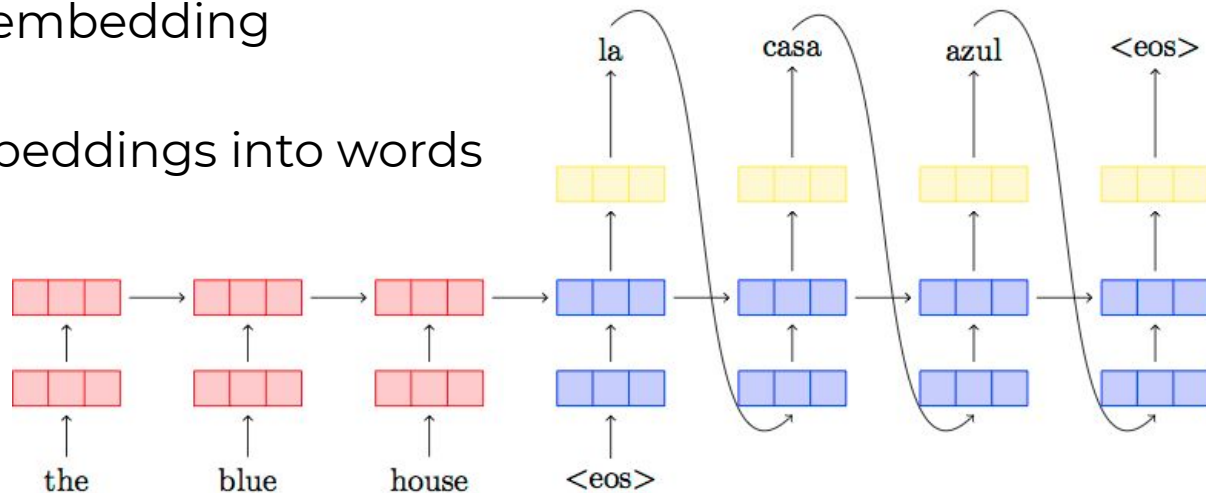 embedding
beddings into words
la casa azul <eos>
the blue house <eos>